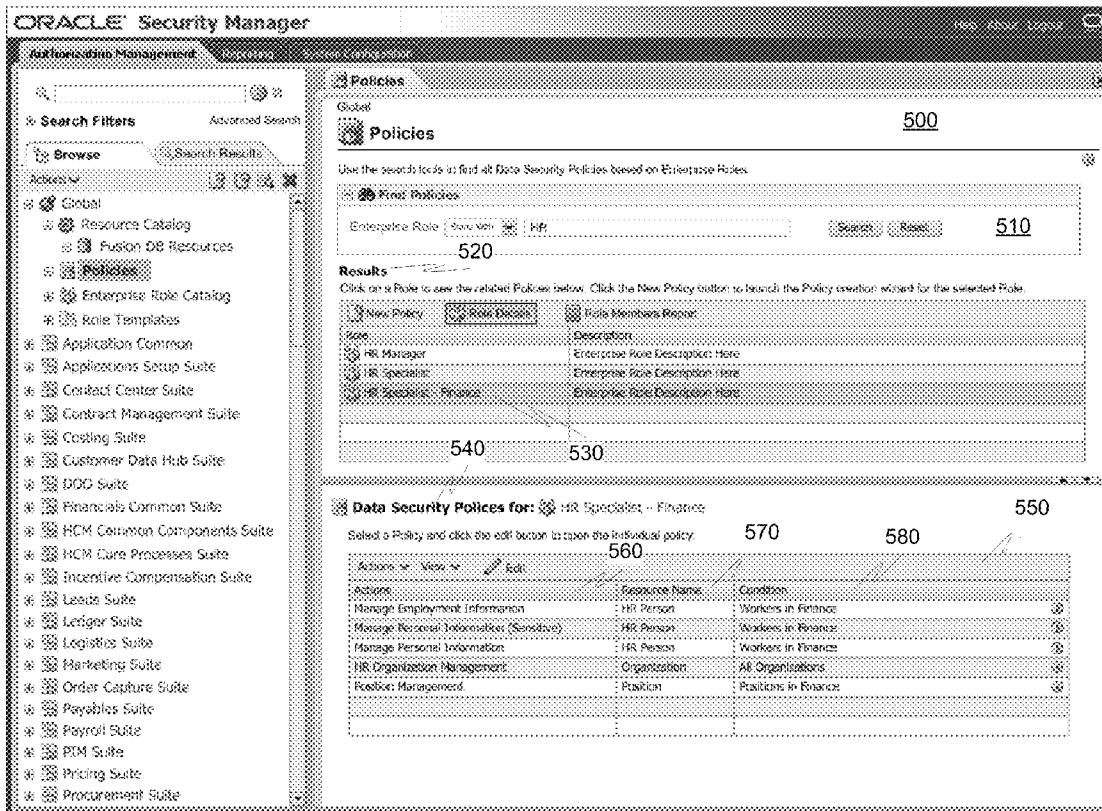 ORACLE Security Manager
Help About Logout
Authorization Management Reporting System Configuration
Search Filters Advanced Search
Browse Search Results
Actions
Global
Resource Catalog
Fusion DB Resources
Policies
Enterprise Role Catalog
Role Templates
Application Common
Applications Setup Suite
Contact Center Suite
Contract Management Suite
Costing Suite
Customer Data Hub Suite
DOO Suite
Financials Common Suite
HCM Common Components Suite
HCM Core Processes Suite
Incentive Compensation Suite
Leads Suite
Ledger Suite
Logistics Suite
Marketing Suite
Order Capture Suite
Payables Suite
Payroll Suite
PIM Suite
Pricing Suite
Procurement Suite
Policies
Global
500
Policies
Use the search tools to find all Data Security Policies based on Enterprise Roles.
Find Policies
Enterprise Role Starts With HR Search Reset 510
520
Results
Click on a Role to see the related Policies below. Click the New Policy button to launch the Policy creation wizard for the selected Role.
New Policy Role Details Role Members Report
Role Description
HR Manager Enterprise Role Description Here
HR Specialist Enterprise Role Description Here
HR Specialist - Finance Enterprise Role Description Here
530
540
Data Security Polices for: HR Specialist - Finance
550
Select a Policy and click the edit button to open the individual policy.
560 570 580
Actions View Edit
Actions Resource Name Condition
Manage Employment Information HR Person Workers in Finance
Manage Personal Information (Sensitive) HR Person Workers in Finance
Manage Personal Information HR Person Workers in Finance
HR Organization Management Organization All Organizations
Position Management Position Positions in Finance